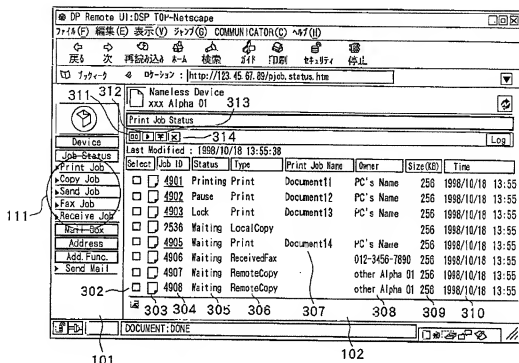 DP Remote UI:DSP TOP-Netscape
ファイル(F) 編集(E) 表示(V) ジャンプ(G) COMMUNICATOR(C) ヘルプ(H)
戻る 次 再読み込み ホーム 検索 ガイド 印刷 セキュリティ 停止
ブックマーク ロケーション : http://123.45.67.89/pjob.status.htm
311 312
Nameless Device
xxx Alpha 01
313
Print Job Status
314
Log
Last Modified : 1998/10/18 13:55:38
Device
Job Status
Print Job
Copy Job
Send Job
Fax Job
Receive Job
Mail Box
Address
Add.Func.
Send Mail
111
Select Job ID Status Type Print Job Name Owner Size(KB) Time
4901 Printing Print Document11 PC's Name 256 1998/10/18 13:55
4902 Pause Print Document12 PC's Name 256 1998/10/18 13:55
4903 Lock Print Document13 PC's Name 256 1998/10/18 13:55
2536 Waiting LocalCopy 256 1998/10/18 13:55
4905 Waiting Print Document14 PC's Name 256 1998/10/18 13:55
4906 Waiting ReceivedFax 012-3456-7890 256 1998/10/18 13:55
4907 Waiting RemoteCopy other Alpha 01 256 1998/10/18 13:55
4908 Waiting RemoteCopy other Alpha 01 256 1998/10/18 13:55
302 303 304 305 306 307 308 309 310
DOCUMENT:DONE
101 102